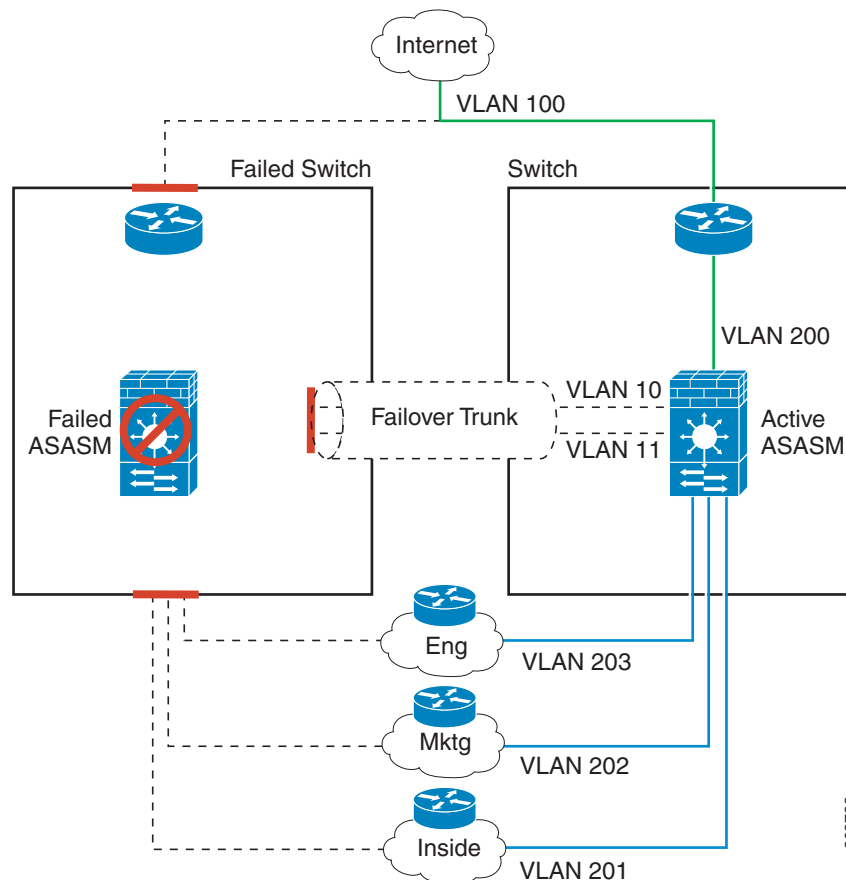 Internet
VLAN 100
Failed Switch
Switch
VLAN 200
Failed
ASASM
Failover Trunk
VLAN 10
VLAN 11
Active
ASASM
Eng
VLAN 203
Mktg
VLAN 202
Inside
VLAN 201